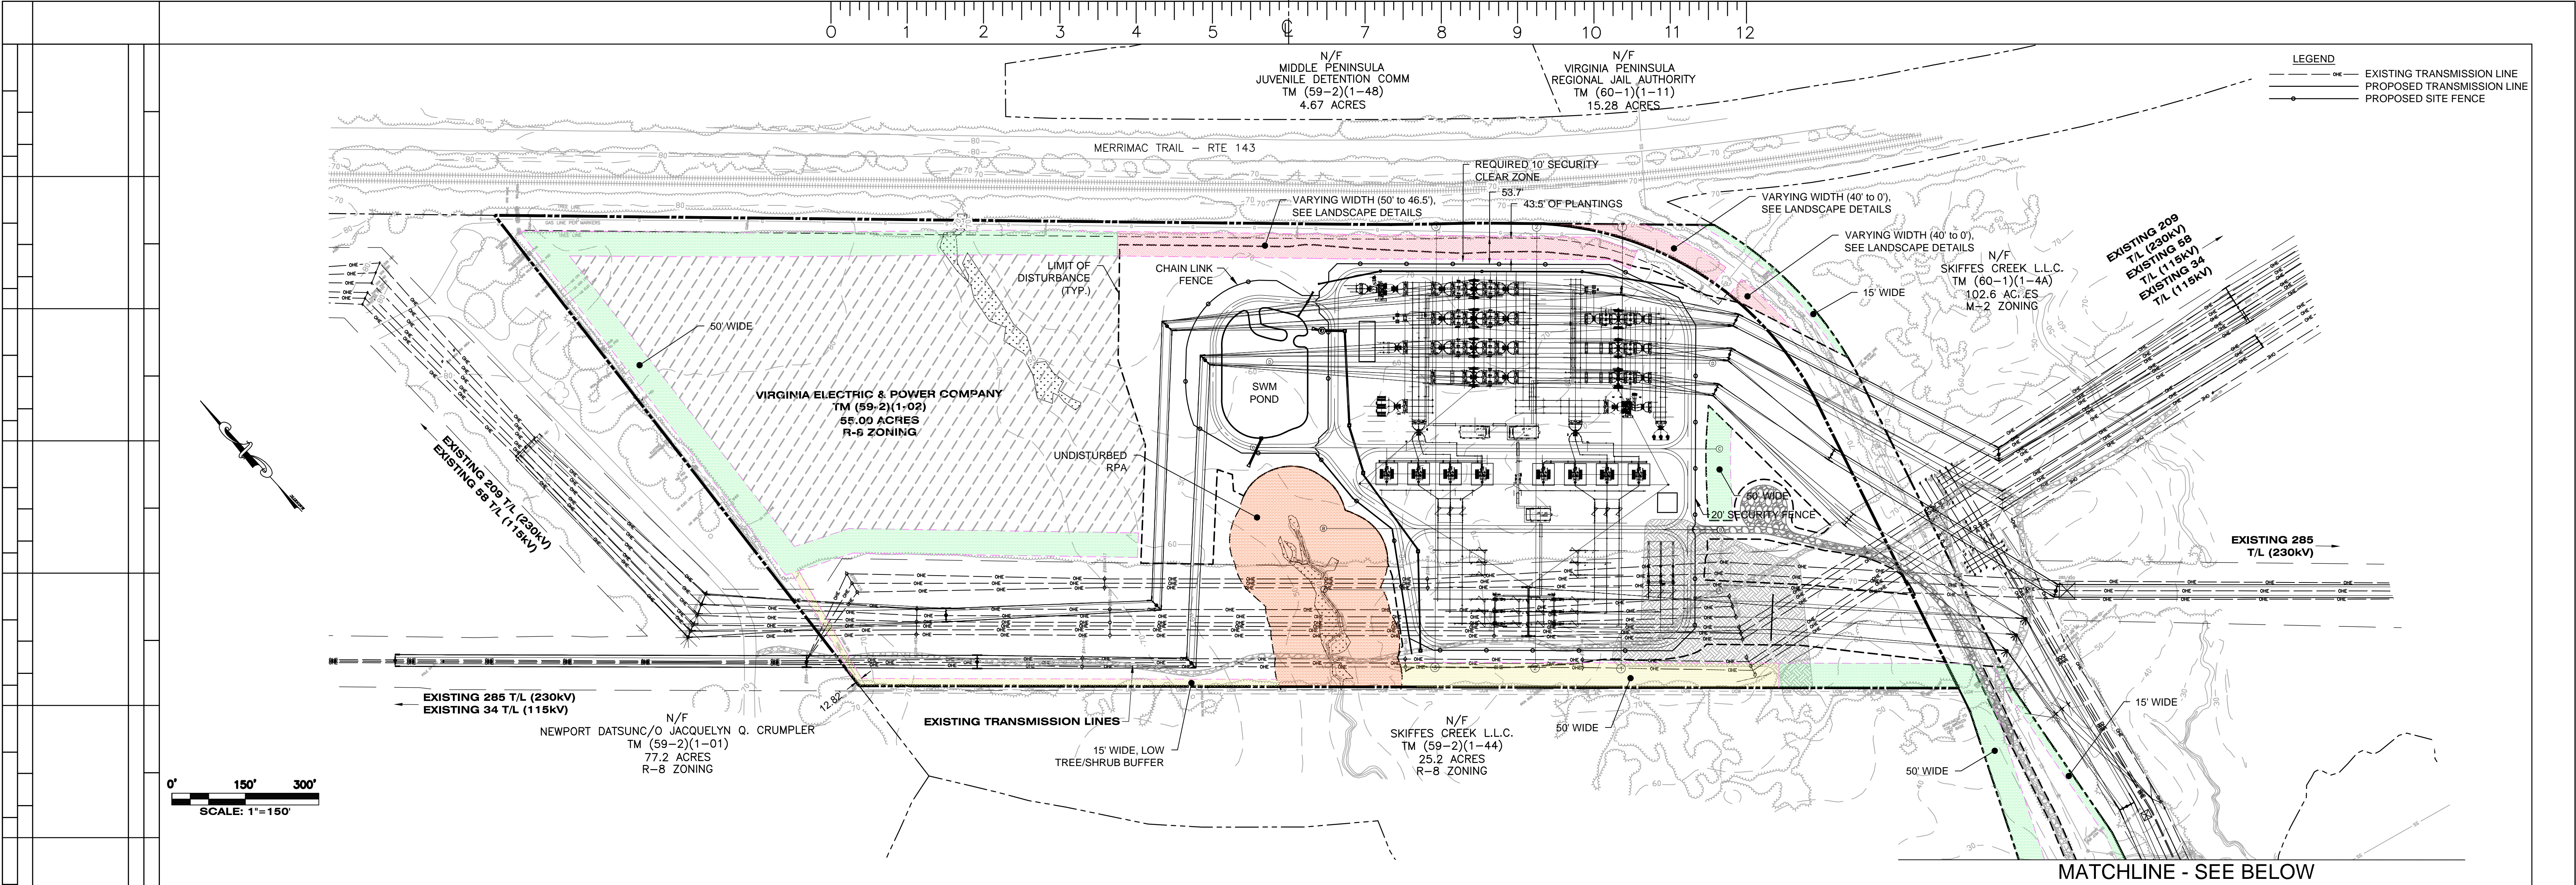 0 1 2 3 4 5 ℄ 7 8 9 10 11 12
N/F
MIDDLE PENINSULA
JUVENILE DETENTION COMM
TM (59-2)(1-48)
4.67 ACRES
N/F
VIRGINIA PENINSULA
REGIONAL JAIL AUTHORITY
TM (60-1)(1-11)
15.28 ACRES
LEGEND
OHE EXISTING TRANSMISSION LINE
PROPOSED TRANSMISSION LINE
PROPOSED SITE FENCE
MERRIMAC TRAIL - RTE 143
REQUIRED 10' SECURITY
CLEAR ZONE
53.7'
43.5' OF PLANTINGS
VARYING WIDTH (50' to 46.5'),
SEE LANDSCAPE DETAILS
VARYING WIDTH (40' to 0'),
SEE LANDSCAPE DETAILS
VARYING WIDTH (40' to 0'),
SEE LANDSCAPE DETAILS
N/F
SKIFFES CREEK L.L.C.
TM (60-1)(1-4A)
102.6 ACRES
M-2 ZONING
15' WIDE
EXISTING 209
T/L (230kV)
EXISTING 58
T/L (115kV)
EXISTING 34
T/L (115kV)
LIMIT OF
DISTURBANCE
(TYP.)
CHAIN LINK
FENCE
50' WIDE
VIRGINIA ELECTRIC & POWER COMPANY
TM (59-2)(1-02)
55.00 ACRES
R-8 ZONING
SWM
POND
UNDISTURBED
RPA
50' WIDE
20' SECURITY FENCE
EXISTING 209 T/L (230kV)
EXISTING 58 T/L (115kV)
EXISTING 285
T/L (230kV)
EXISTING 285 T/L (230kV)
EXISTING 34 T/L (115kV)
12.82
N/F
NEWPORT DATSUNC/O JACQUELYN Q. CRUMPLER
TM (59-2)(1-01)
77.2 ACRES
R-8 ZONING
EXISTING TRANSMISSION LINES
15' WIDE, LOW
TREE/SHRUB BUFFER
N/F
SKIFFES CREEK L.L.C.
TM (59-2)(1-44)
25.2 ACRES
R-8 ZONING
50' WIDE
15' WIDE
50' WIDE
0' 150' 300'
SCALE: 1"=150'
MATCHLINE - SEE BELOW